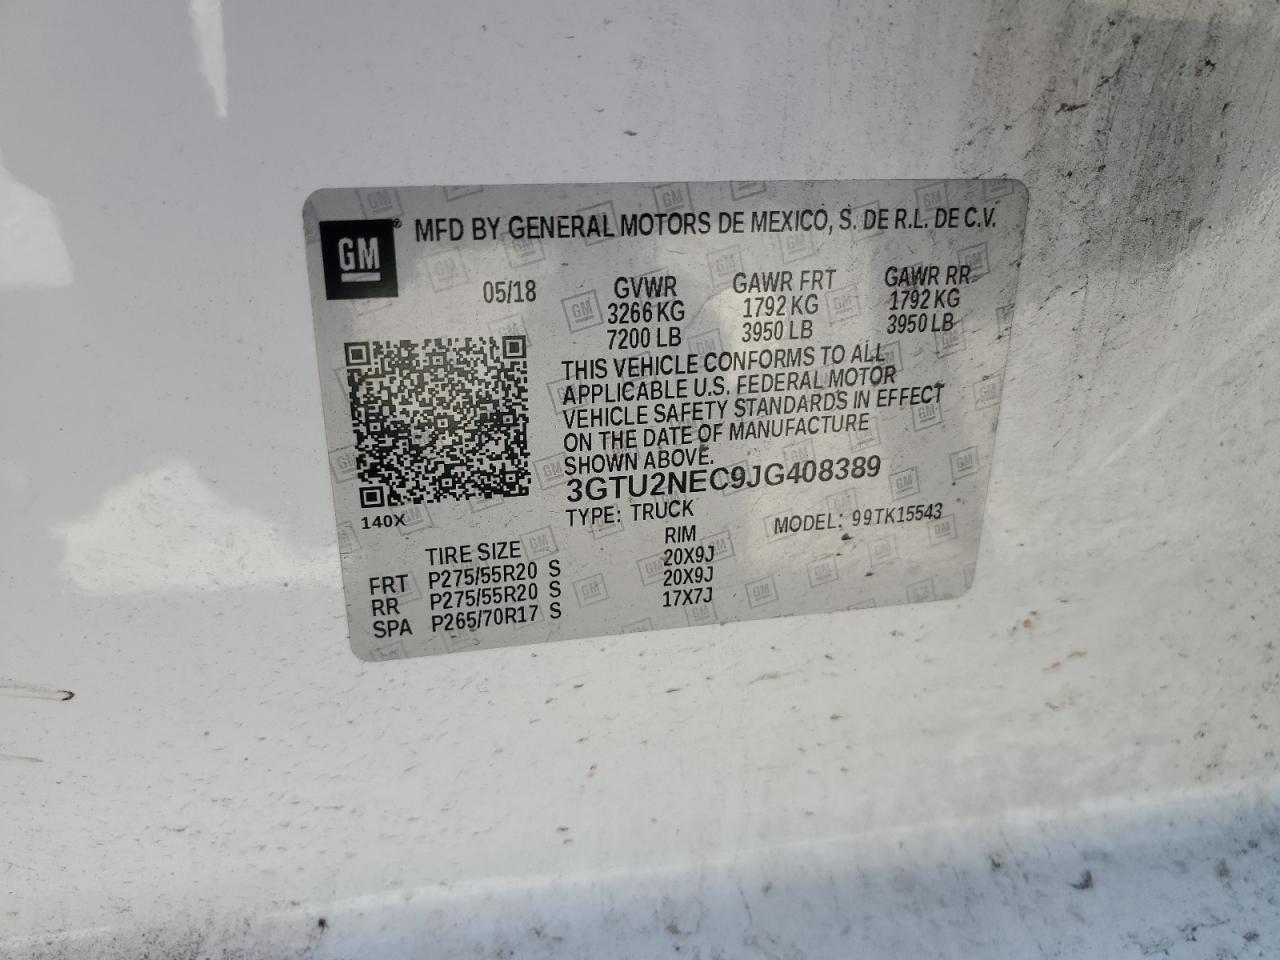 GM
MFD BY GENERAL MOTORS DE MEXICO, S. DE R.L. DE C.V.
05/18 GVWR GAWR FRT GAWR RR
3266 KG 1792 KG 1792 KG
7200 LB 3950 LB 3950 LB
THIS VEHICLE CONFORMS TO ALL
APPLICABLE U.S. FEDERAL MOTOR
VEHICLE SAFETY STANDARDS IN EFFECT
ON THE DATE OF MANUFACTURE
SHOWN ABOVE.
3GTU2NEC9JG408389
140X
TYPE: TRUCK MODEL: 99TK15543
TIRE SIZE RIM
FRT P275/55R20 S 20X9J
RR P275/55R20 S 20X9J
SPA P265/70R17 S 17X7J